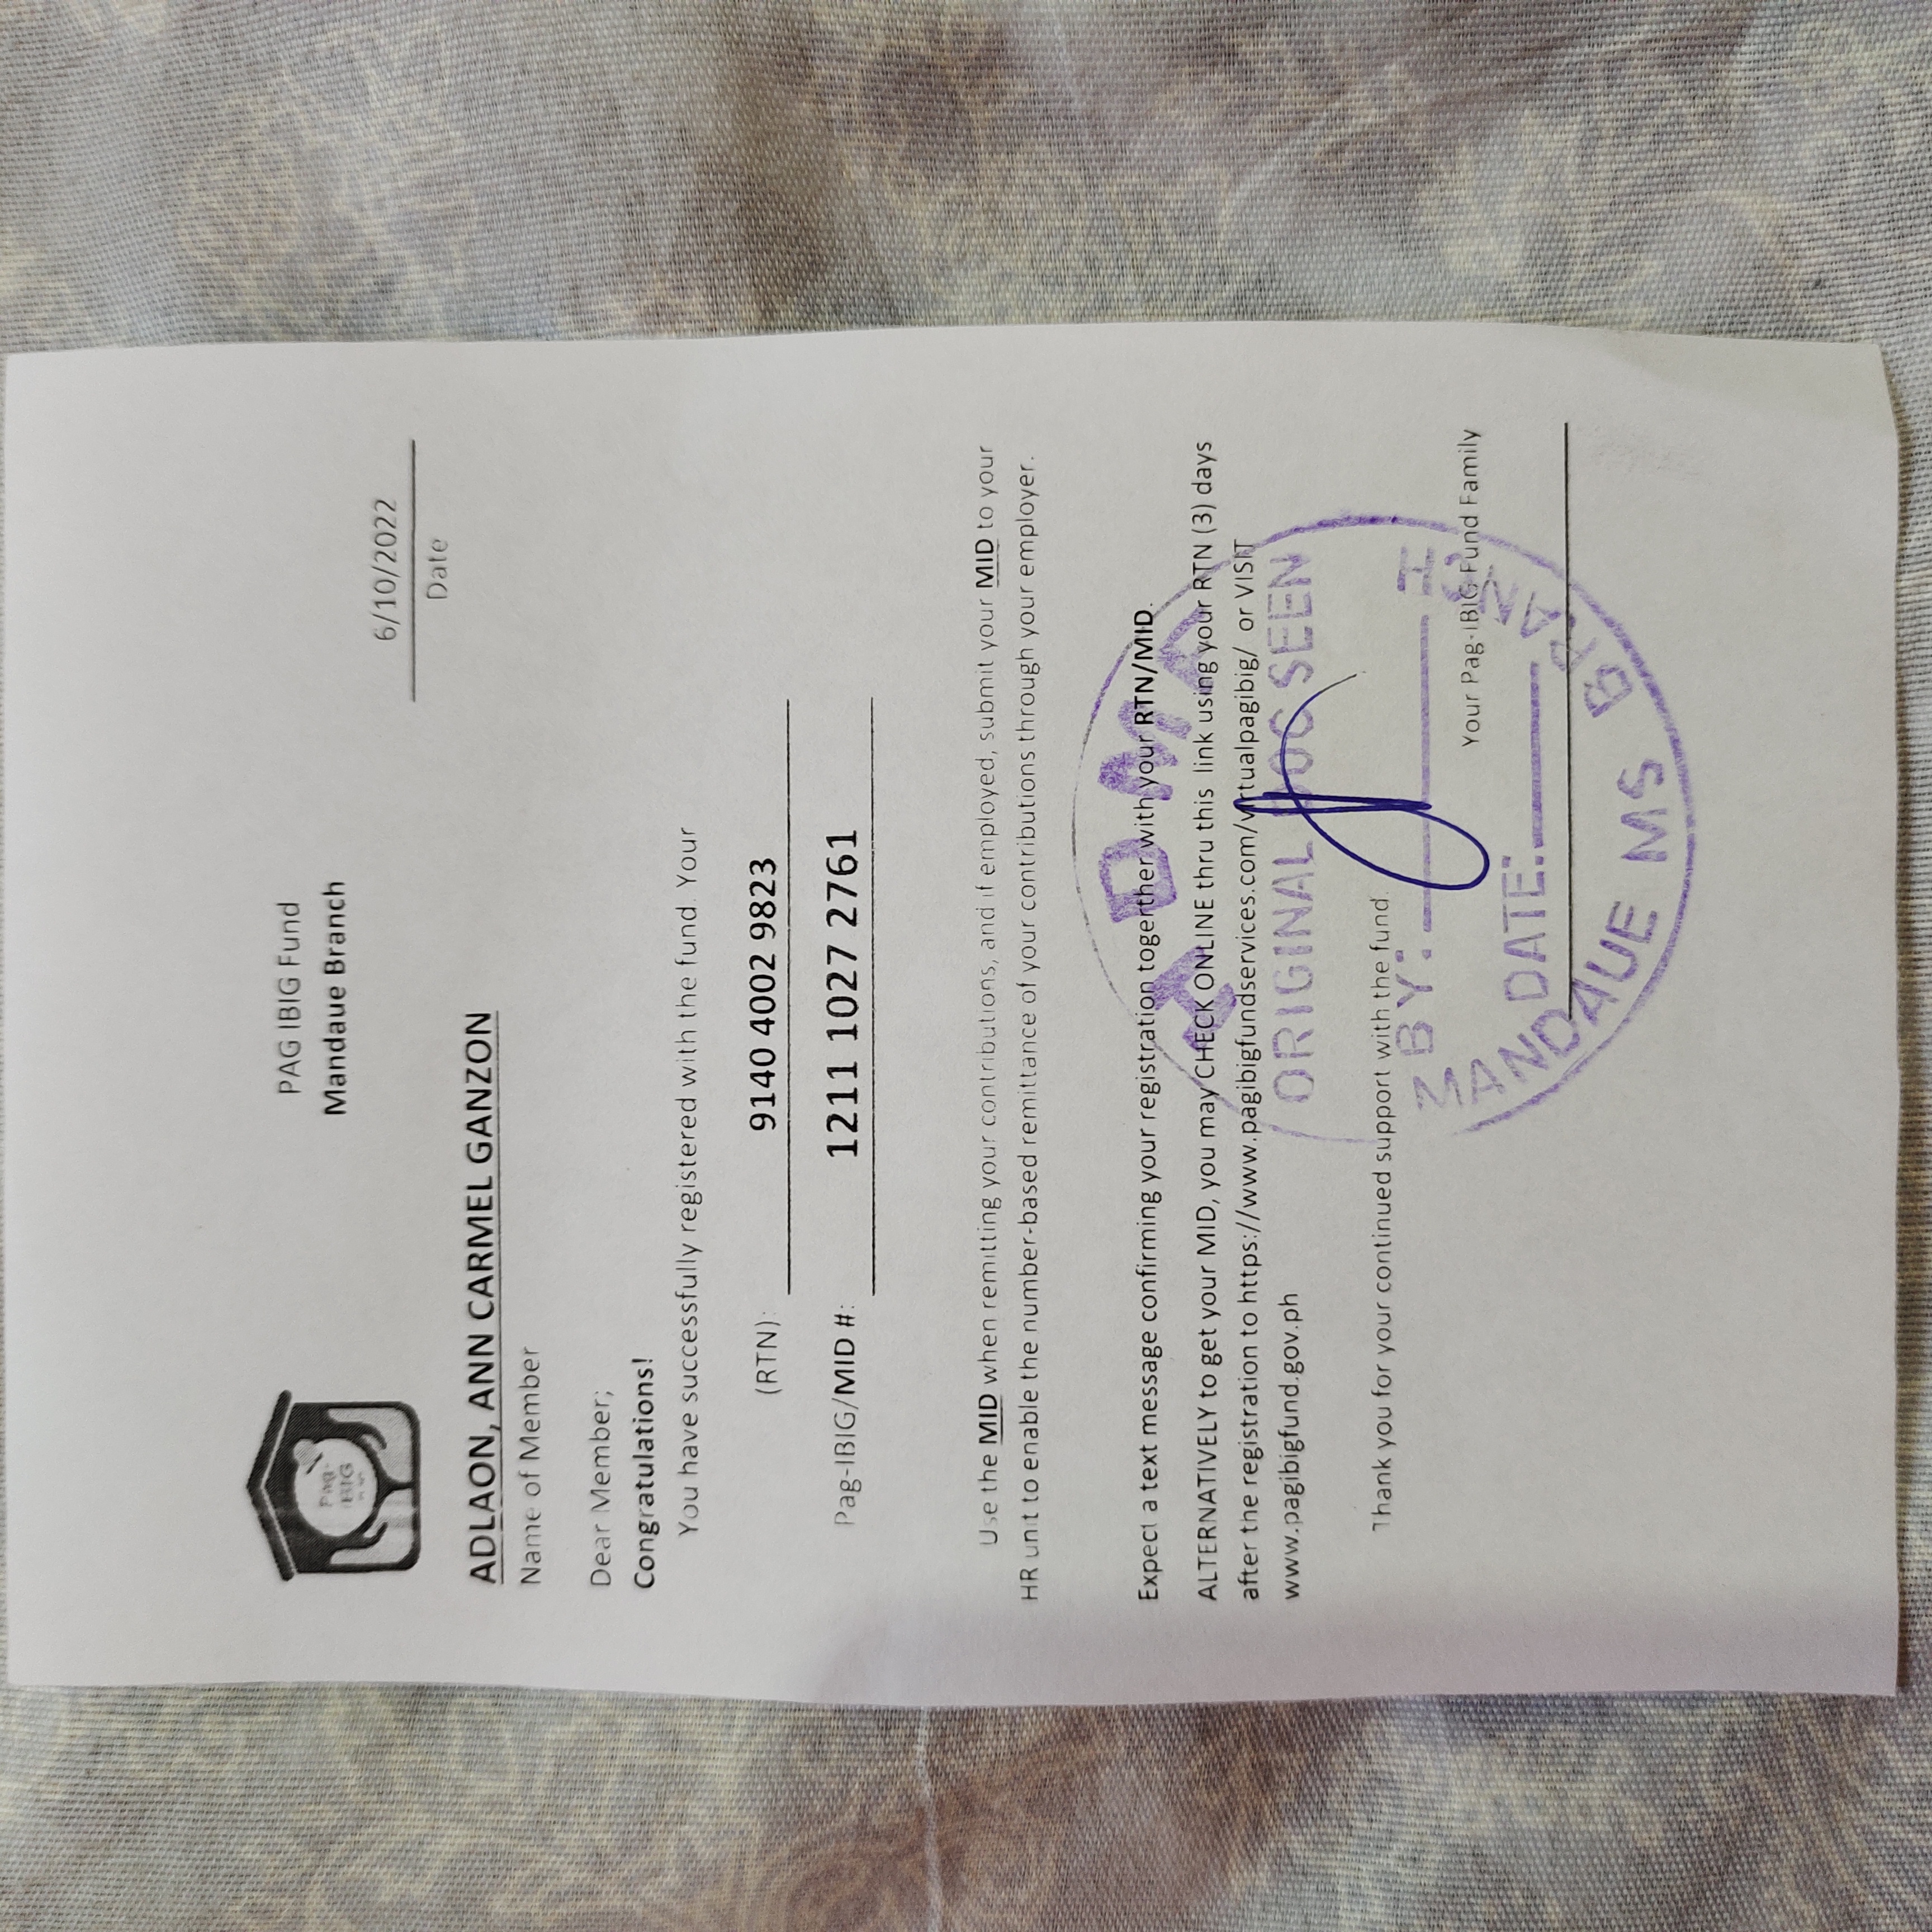 Pag-
IBIG
PAG IBIG Fund
Mandaue Branch
6/10/2022
Date
ADLAON, ANN CARMEL GANZON
Name of Member
Dear Member;
Congratulations!
You have successfully registered with the fund. Your
(RTN): 9140 4002 9823
Pag-IBIG/MID #: 1211 1027 2761
Use the MID when remitting your contributions, and if employed, submit your MID to your
HR unit to enable the number-based remittance of your contributions through your employer.
Expect a text message confirming your registration togerther with your RTN/MID.
ALTERNATIVELY to get your MID, you may CHECK ONLINE thru this link using your RTN (3) days
after the registration to https://www.pagibigfundservices.com/virtualpagibig/ or VISIT
www.pagibigfund.gov.ph
Thank you for your continued support with the fund.
Your Pag-IBIG Fund Family
HDMF
ORIGINAL DOC SEEN
BY:
DATE:
MANDAUE MS BRANCH